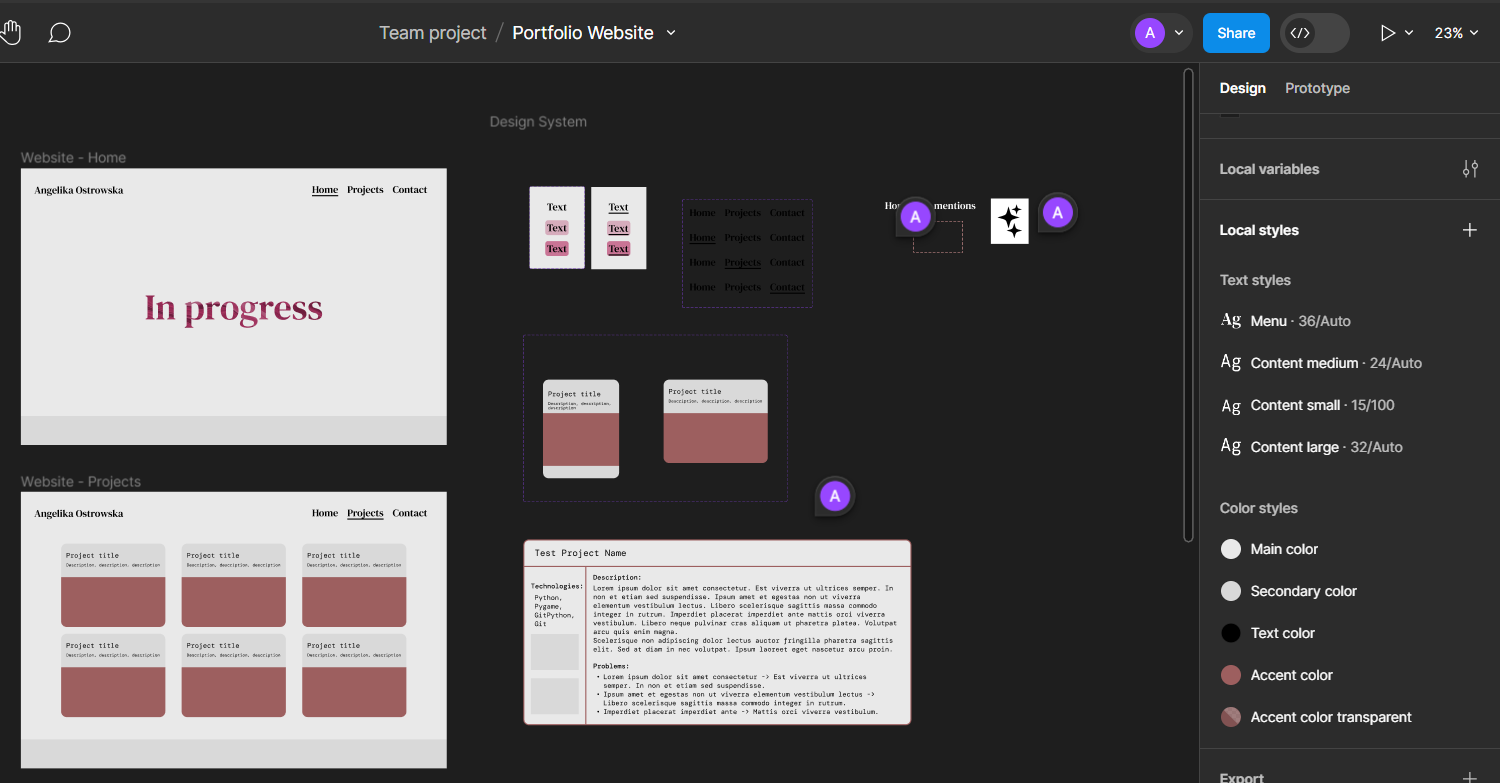 Team project / Portfolio Website
A
Share
23%
Design Prototype
Local variables
Local styles
Text styles
Ag Menu · 36/Auto
Ag Content medium · 24/Auto
Ag Content small · 15/100
Ag Content large · 32/Auto
Color styles
Main color
Secondary color
Text color
Accent color
Accent color transparent
Export
Website - Home
Angelika Ostrowska
Home Projects Contact
In progress
Website - Projects
Angelika Ostrowska
Home Projects Contact
Project title
Description, description, description
Project title
Description, description, description
Project title
Description, description, description
Project title
Description, description, description
Project title
Description, description, description
Project title
Description, description, description
Design System
Text
Text
Text
Text
Text
Text
Home Projects Contact
Home Projects Contact
Home Projects Contact
Home Projects Contact
mentions
A
A
Project title
Description, description,
description
Project title
Description, description, description
A
Test Project Name
Technologies:
Python,
Pygame,
GitPython,
Git
Description:
Lorem ipsum dolor sit amet consectetur. Est viverra ut ultrices semper. In
non et etiam sed suspendisse. Ipsum amet et egestas non ut viverra
elementum vestibulum lectus. Libero scelerisque sagittis massa commodo
integer in rutrum. Imperdiet placerat imperdiet ante mattis orci viverra
vestibulum. Libero neque pulvinar cras aliquam ut pharetra platea. Volutpat
arcu quis enim magna.
Scelerisque non adipiscing dolor lectus auctor fringilla pharetra sagittis
elit. Sed at diam in nec volutpat. Ipsum laoreet eget nascetur arcu proin.
Problems:
• Lorem ipsum dolor sit amet consectetur -> Est viverra ut ultrices
semper. In non et etiam sed suspendisse.
• Ipsum amet et egestas non ut viverra elementum vestibulum lectus ->
Libero scelerisque sagittis massa commodo integer in rutrum.
• Imperdiet placerat imperdiet ante -> Mattis orci viverra vestibulum.